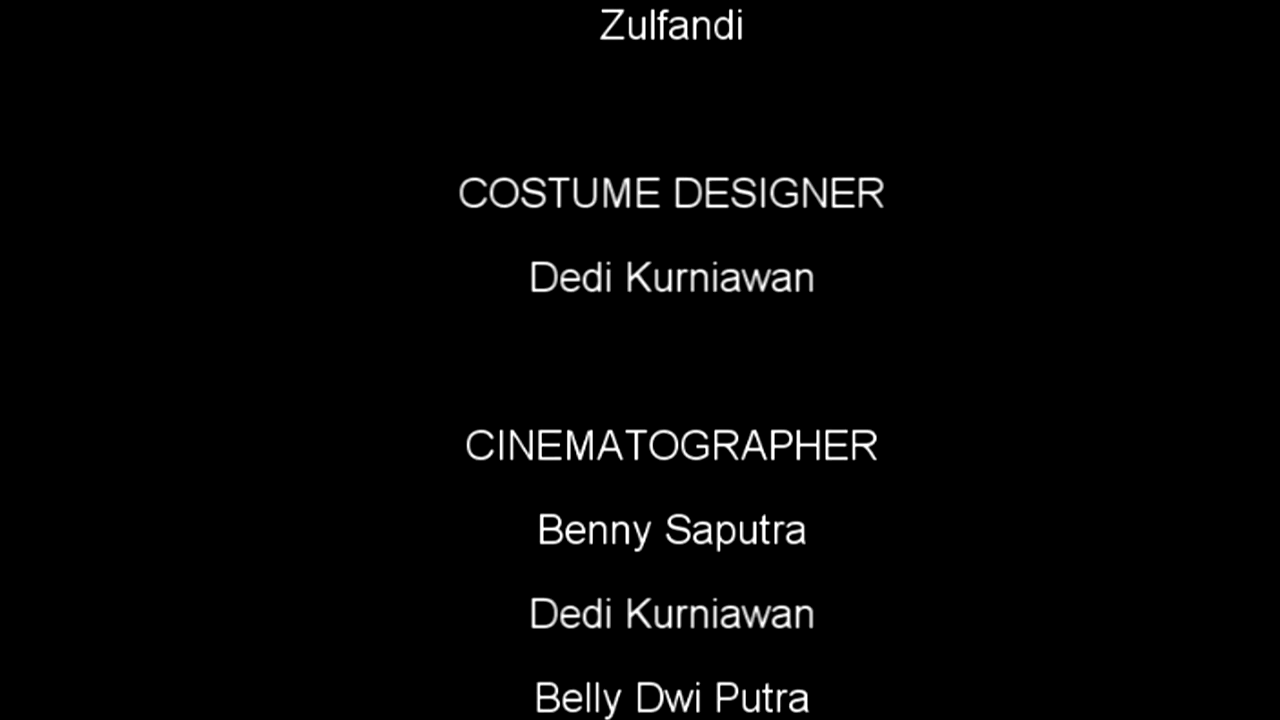 Zulfandi
COSTUME DESIGNER
Dedi Kurniawan
CINEMATOGRAPHER
Benny Saputra
Dedi Kurniawan
Belly Dwi Putra